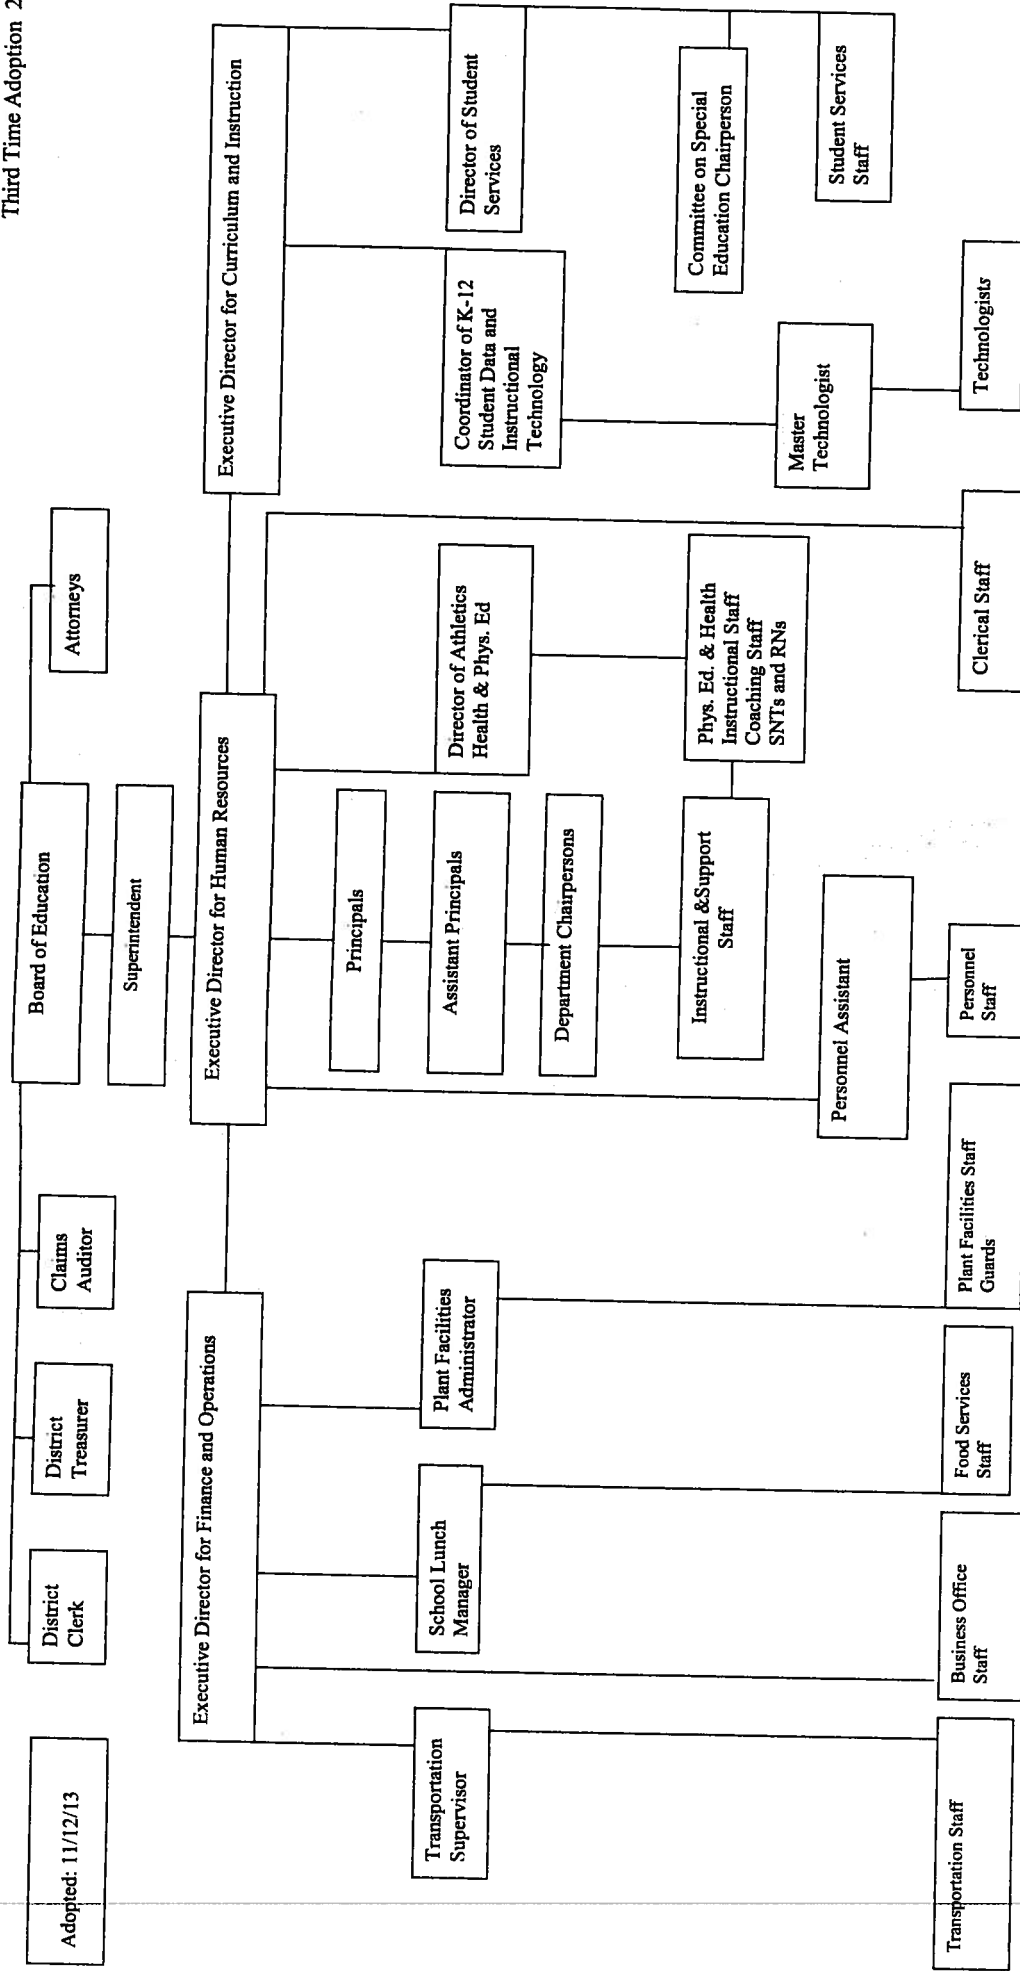 Third Time Adoption 2
Adopted: 11/12/13
District
Clerk
District
Treasurer
Claims
Auditor
Board of Education
Attorneys
Superintendent
Executive Director for Finance and Operations
Executive Director for Human Resources
Executive Director for Curriculum and Instruction
Transportation
Supervisor
School Lunch
Manager
Plant Facilities
Administrator
Principals
Assistant Principals
Department Chairpersons
Director of Athletics
Health & Phys. Ed
Coordinator of K-12
Student Data and
Instructional
Technology
Director of Student
Services
Instructional &Support
Staff
Phys. Ed. & Health
Instructional Staff
Coaching Staff
SNTs and RNs
Committee on Special
Education Chairperson
Master
Technologist
Student Services
Staff
Personnel Assistant
Transportation Staff
Business Office
Staff
Food Services
Staff
Plant Facilities Staff
Guards
Personnel
Staff
Clerical Staff
Technologists